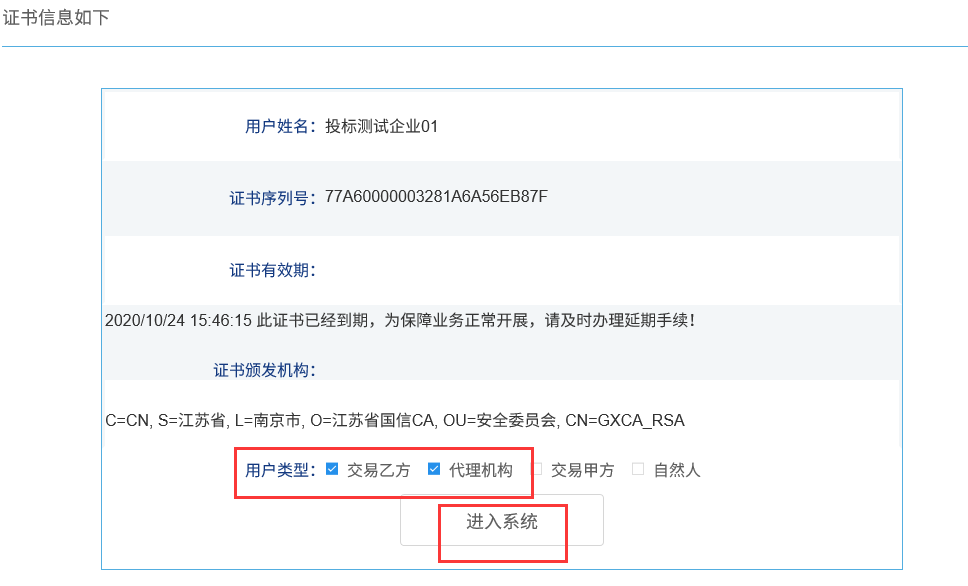 证书信息如下
用户姓名：投标测试企业01
证书序列号：77A60000003281A6A56EB87F
证书有效期：
2020/10/24 15:46:15 此证书已经到期，为保障业务正常开展，请及时办理延期手续！
证书颁发机构：
C=CN, S=江苏省, L=南京市, O=江苏省国信CA, OU=安全委员会, CN=GXCA_RSA
用户类型：交易乙方 代理机构 交易甲方 自然人
进入系统